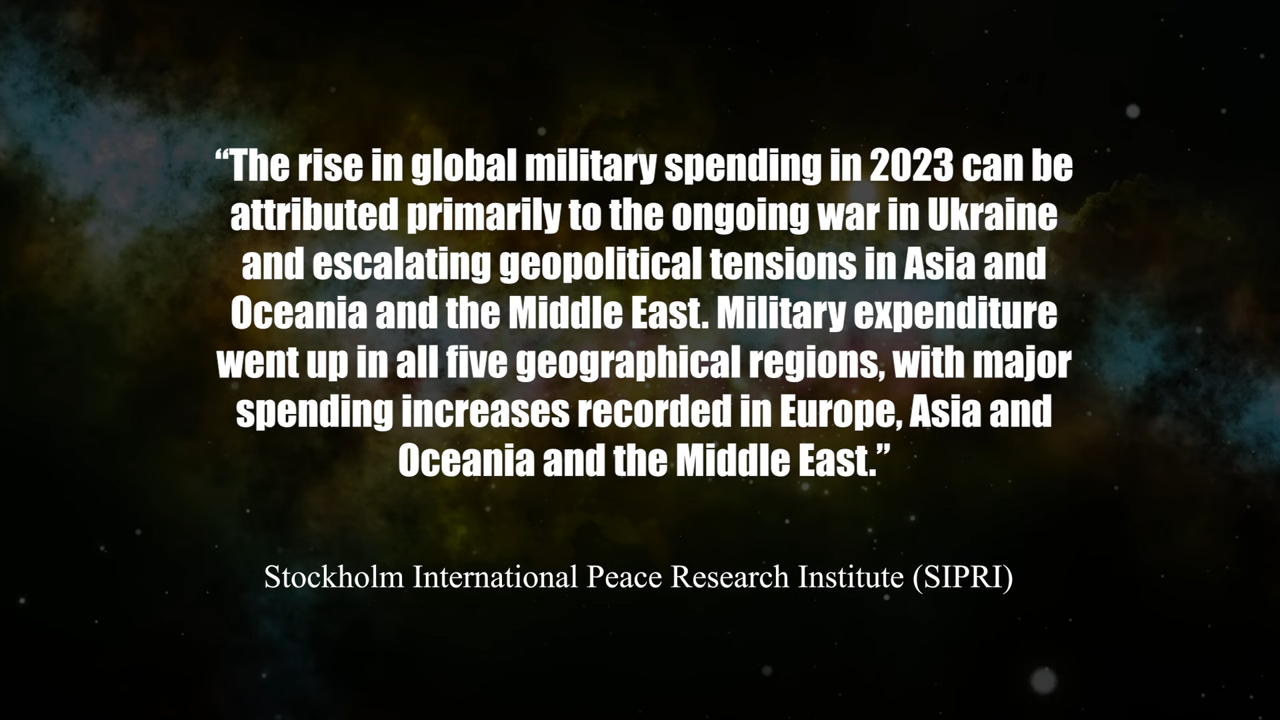 “The rise in global military spending in 2023 can be
attributed primarily to the ongoing war in Ukraine
and escalating geopolitical tensions in Asia and
Oceania and the Middle East. Military expenditure
went up in all five geographical regions, with major
spending increases recorded in Europe, Asia and
Oceania and the Middle East.”
Stockholm International Peace Research Institute (SIPRI)